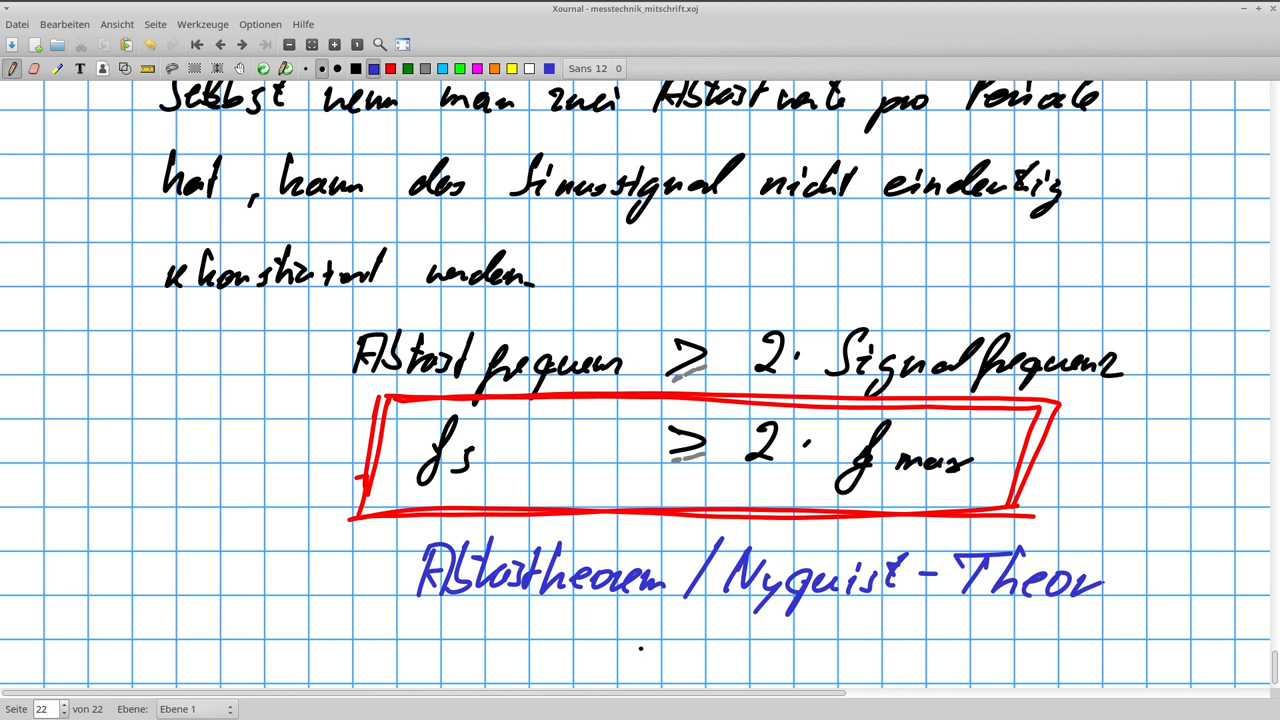 Xournal - messtechnik_mitschrift.xoj
Datei Bearbeiten Ansicht Seite Werkzeuge Optionen Hilfe
Sans 12 0
Selbst wenn man zwei Abtastwerte pro Periode
hat, kann das Sinussignal nicht eindeutig
rekonstruiert werden.
Abtastfrequenz ≥ 2· Signalfrequenz
fs ≥ 2· fmax
Abtasttheorem / Nyquist - Theor
Seite 22 von 22 Ebene: Ebene 1